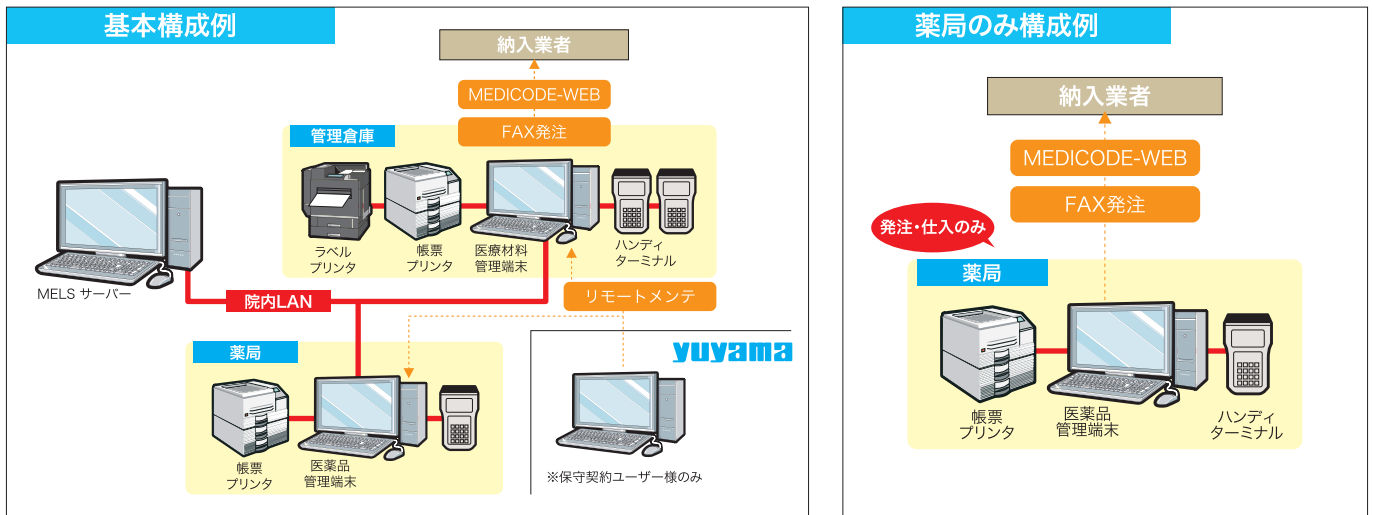 基本構成例
納入業者
MEDICODE-WEB
FAX発注
管理倉庫
ラベル
プリンタ
帳票
プリンタ
医療材料
管理端末
ハンディ
ターミナル
MELS サーバー
院内LAN
リモートメンテ
薬局
帳票
プリンタ
医薬品
管理端末
yuyama
※保守契約ユーザー様のみ
薬局のみ構成例
納入業者
MEDICODE-WEB
FAX発注
発注・仕入のみ
薬局
帳票
プリンタ
医薬品
管理端末
ハンディ
ターミナル